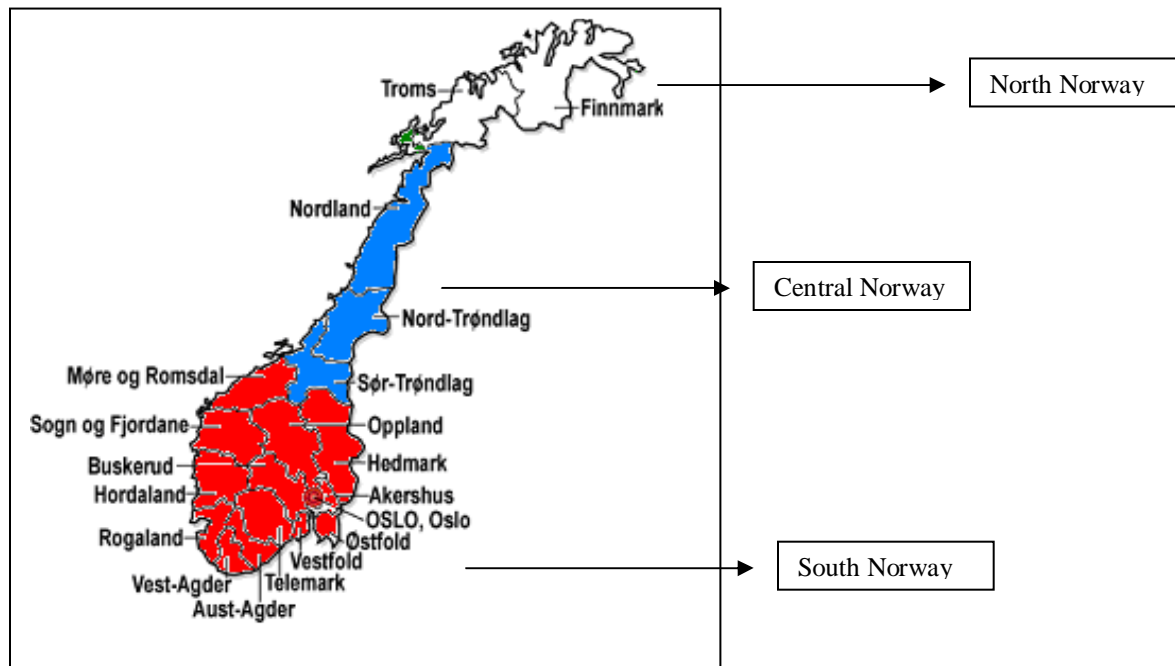 North Norway
Troms
Finnmark
Nordland
Central Norway
Nord-Trøndlag
Møre og Romsdal
Sør-Trøndlag
Sogn og Fjordane
Oppland
Buskerud
Hedmark
Hordaland
Akershus
OSLO, Oslo
Rogaland
Østfold
Vestfold
South Norway
Vest-Agder
Telemark
Aust-Agder